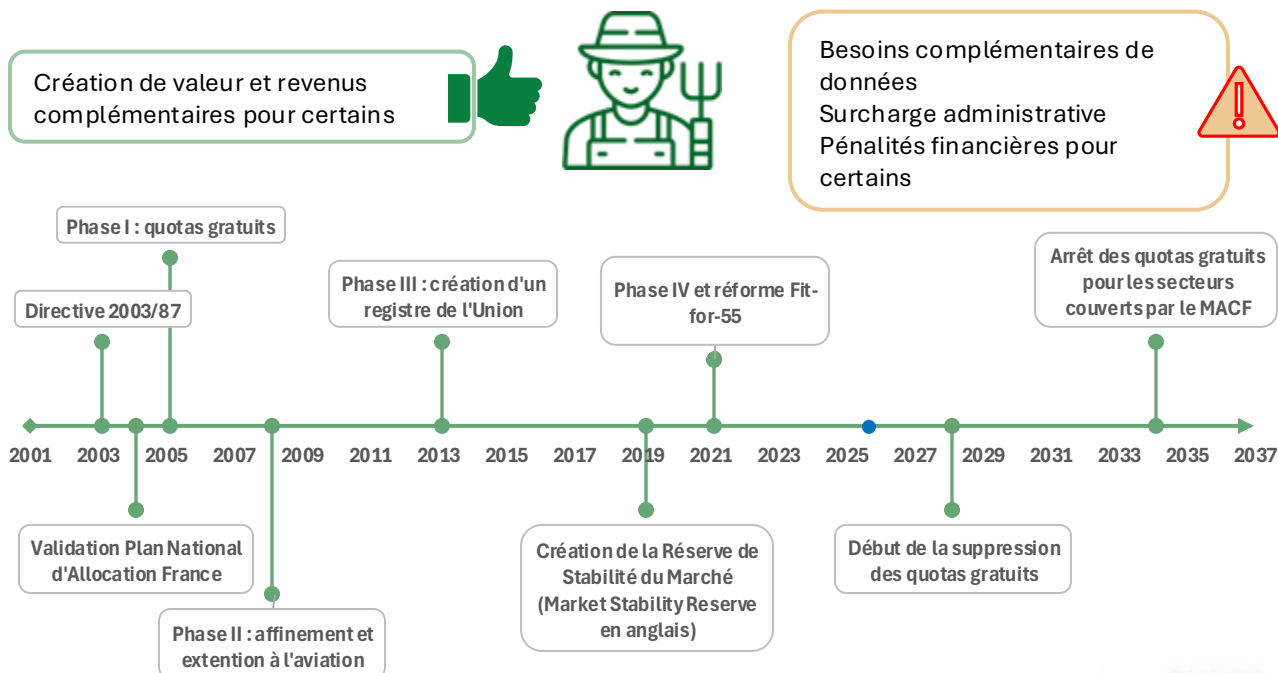 Création de valeur et revenus
complémentaires pour certains
Besoins complémentaires de
données
Surcharge administrative
Pénalités financières pour
certains
Phase I : quotas gratuits
Directive 2003/87
Phase III : création d'un
registre de l'Union
Phase IV et réforme Fit-
for-55
Arrêt des quotas gratuits
pour les secteurs
couverts par le MACF
2001 2003 2005 2007 2009 2011 2013 2015 2017 2019 2021 2023 2025 2027 2029 2031 2033 2035 2037
Validation Plan National
d'Allocation France
Phase II : affinement et
extention à l'aviation
Création de la Réserve de
Stabilité du Marché
(Market Stability Reserve
en anglais)
Début de la suppression
des quotas gratuits